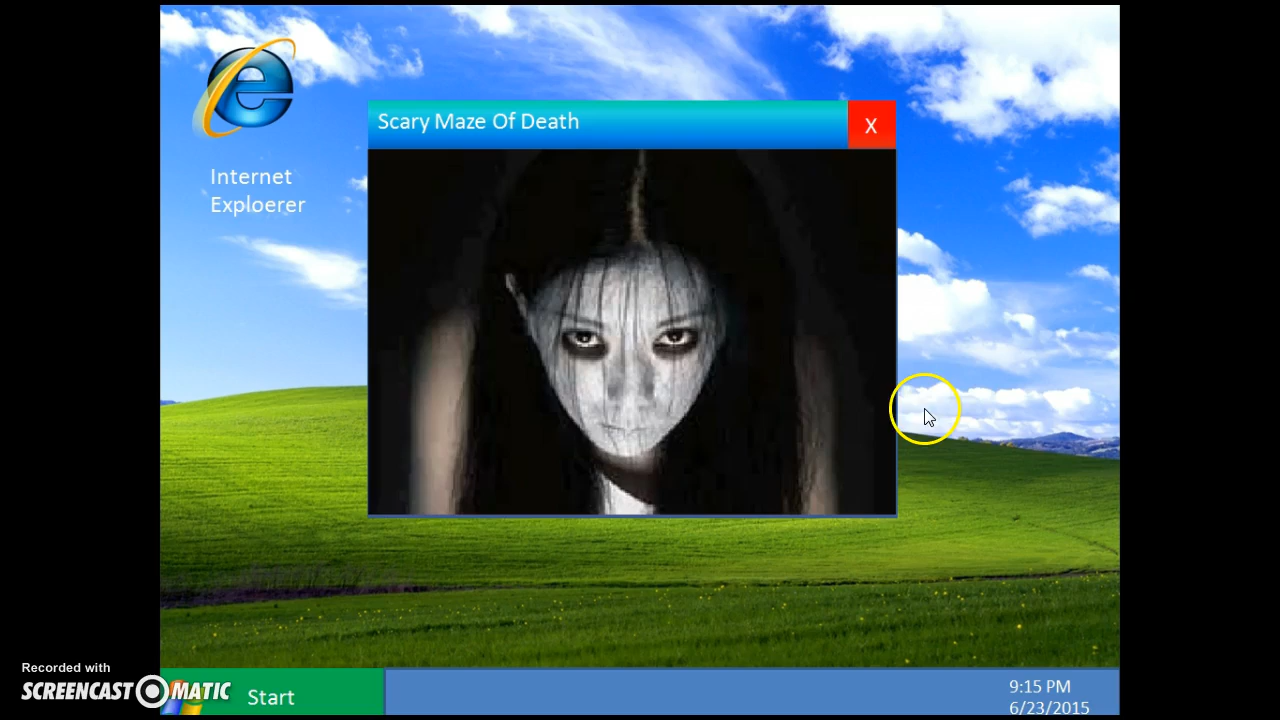 Scary Maze Of Death
X
Internet
Exploerer
Recorded with
SCREENCAST MATIC
Start
9:15 PM
6/23/2015